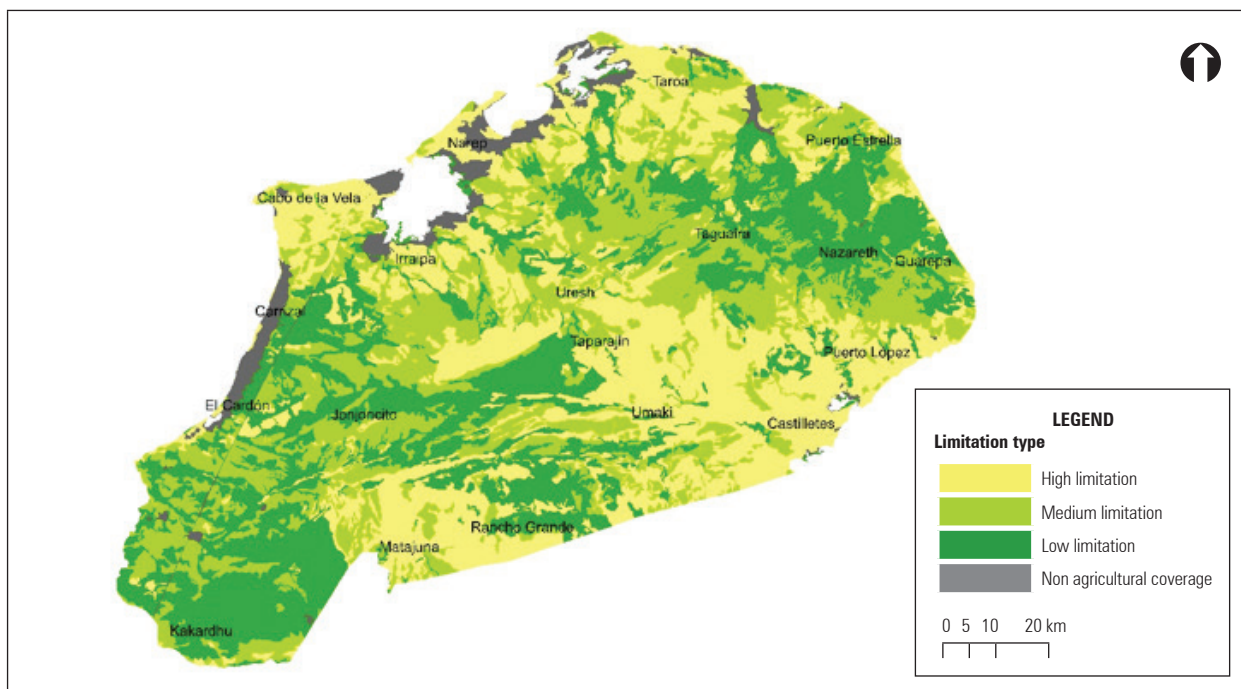 Taroa
Puerto Estrella
Narep
Cabo de la Vela
Taguaira
Nazareth
Guarepa
Irraipa
Uresh
Carrizal
Taparajín
Puerto López
El Cardón
Jonjoncito
Umaki
Castilletes
Rancho Grande
Matajuna
Kakardhu
LEGEND
Limitation type
High limitation
Medium limitation
Low limitation
Non agricultural coverage
0 5 10 20 km